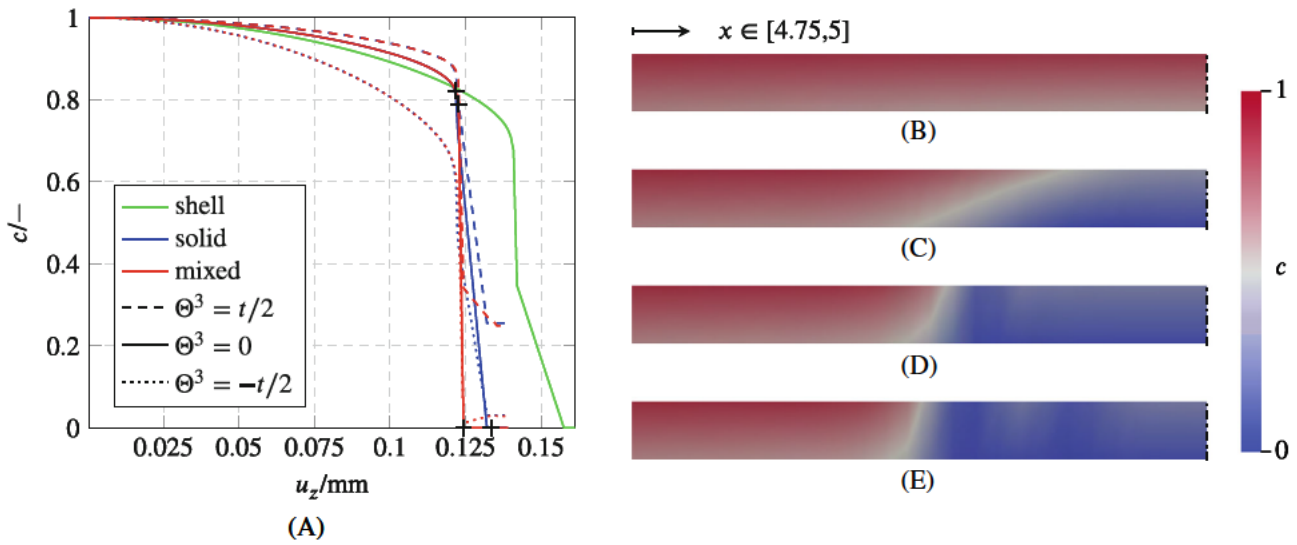 1
0.8
0.6
0.4
0.2
0
c/–
shell
solid
mixed
Θ³ = t/2
Θ³ = 0
Θ³ = −t/2
0.025 0.05 0.075 0.1 0.125 0.15
u_z/mm
(A)
x ∈ [4.75,5]
(B)
(C)
(D)
(E)
1
c
0